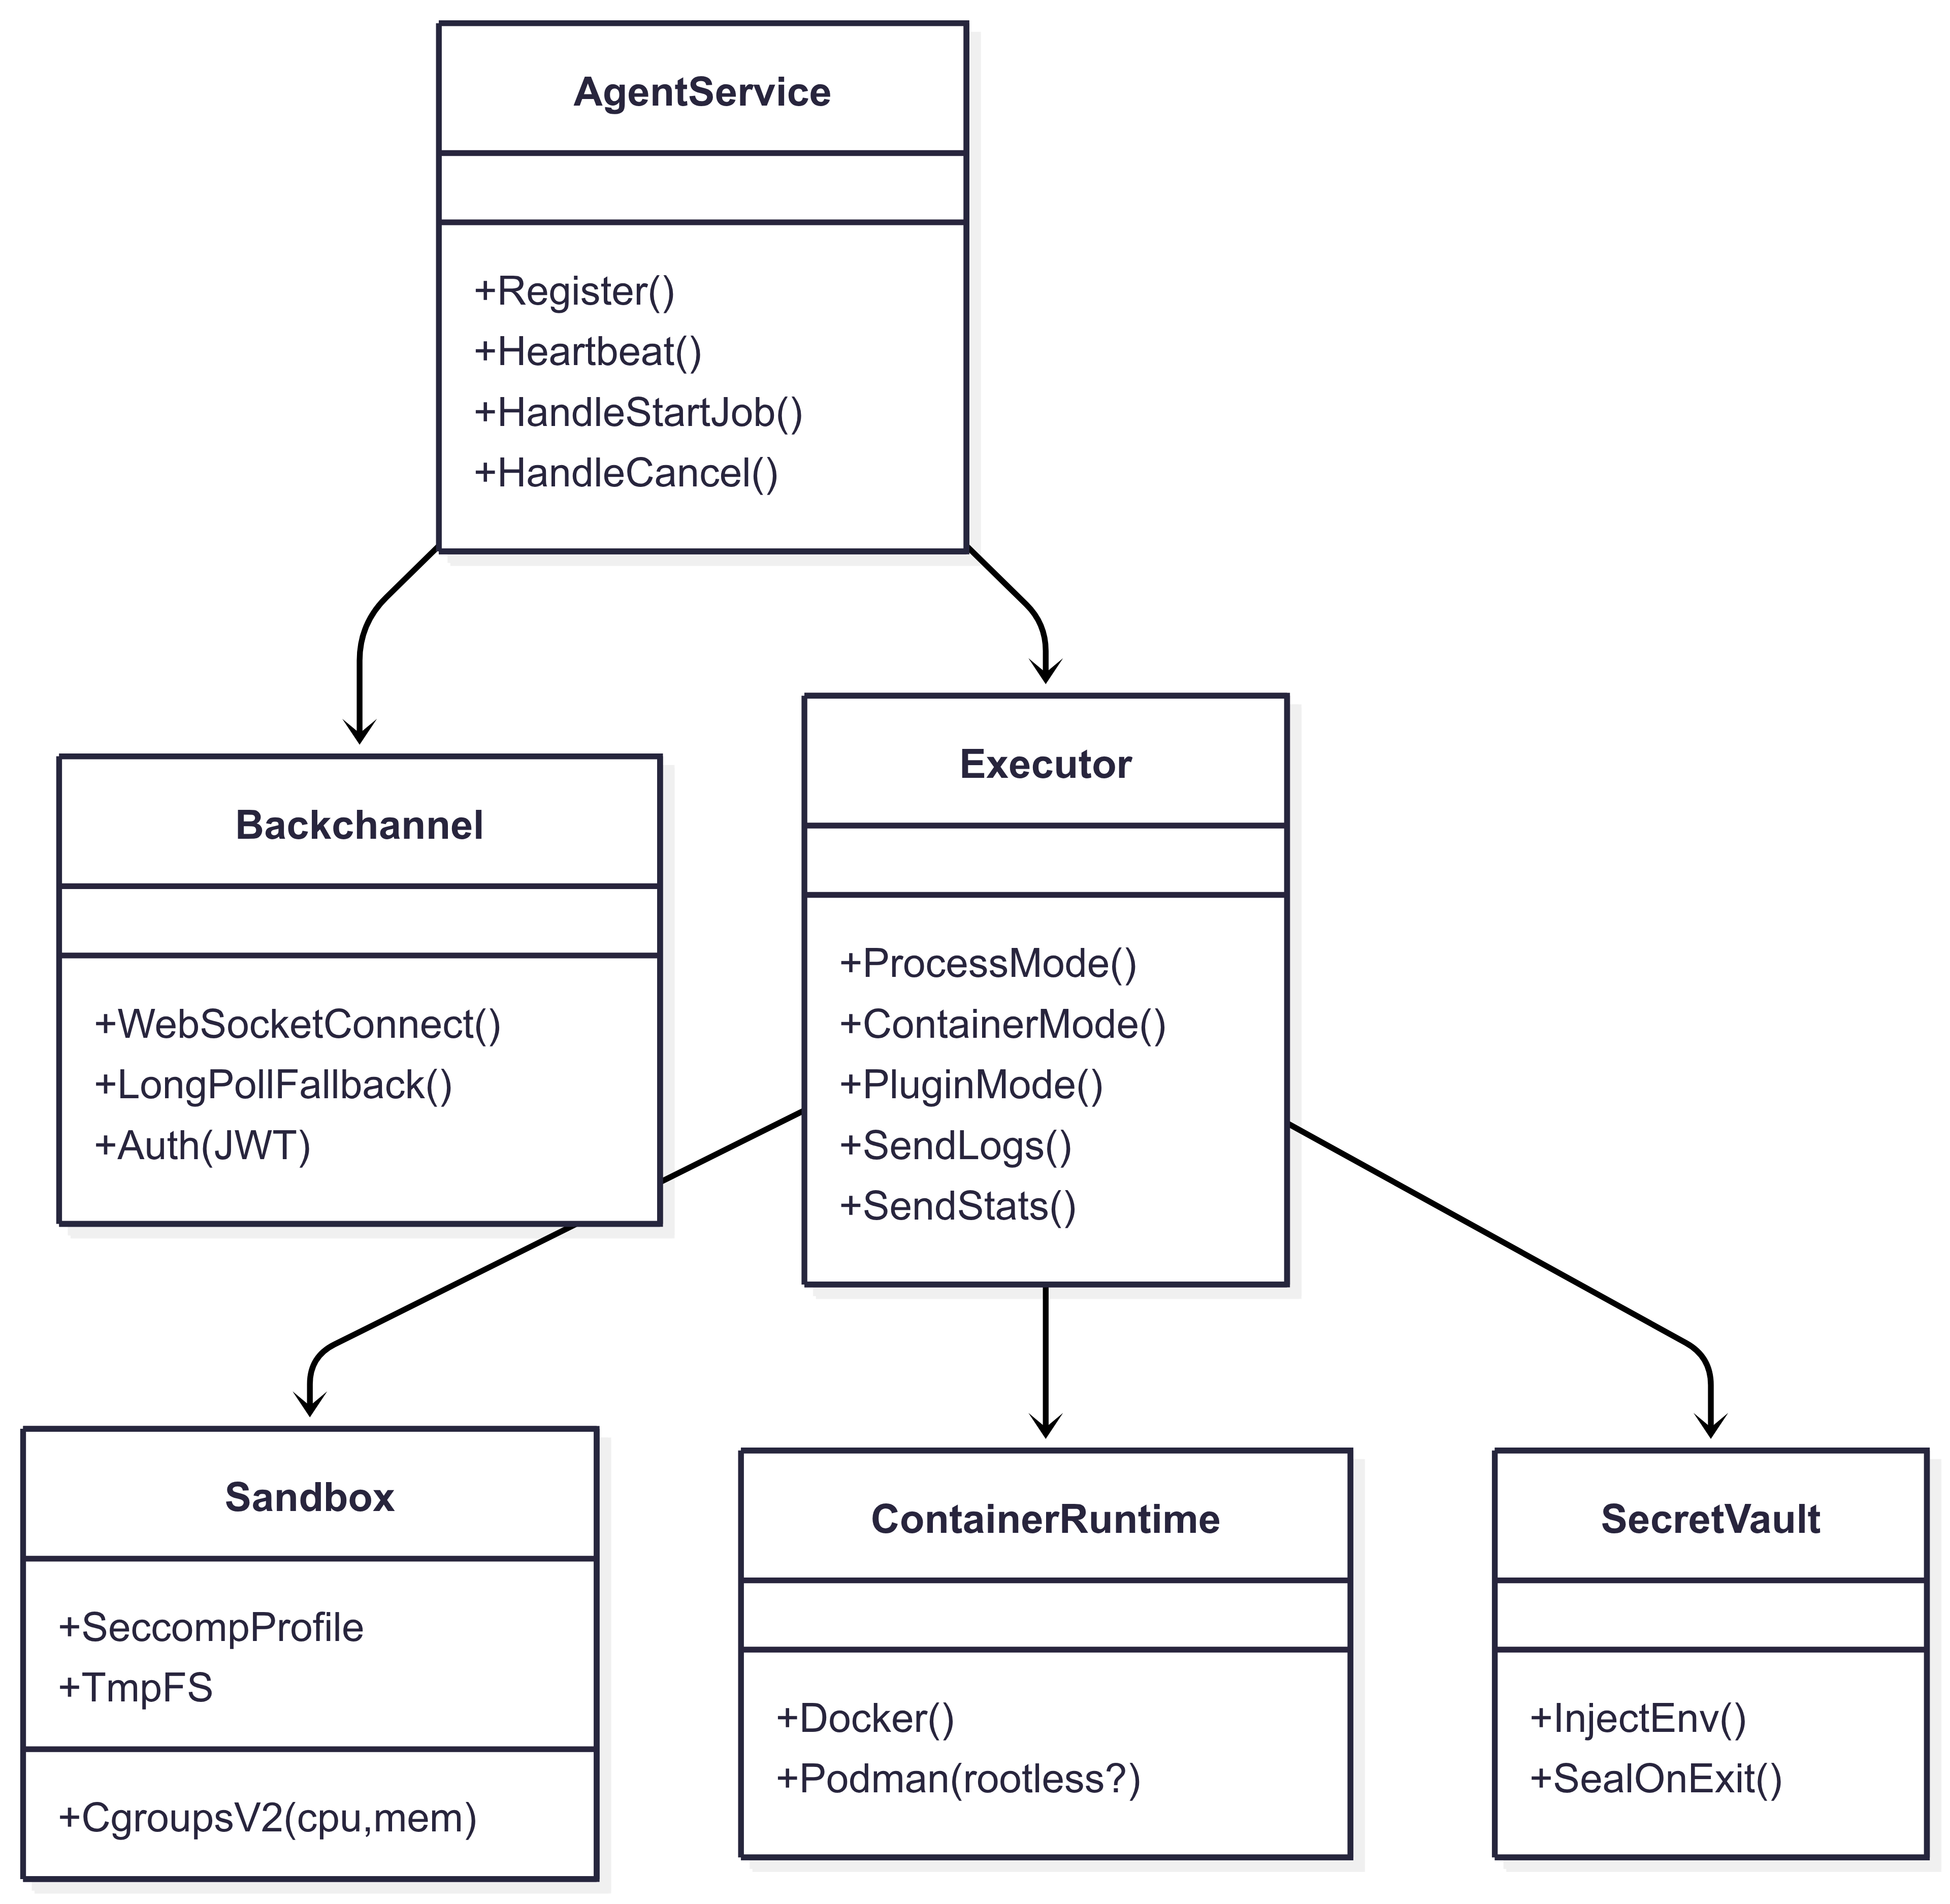 AgentService
+Register()
+Heartbeat()
+HandleStartJob()
+HandleCancel()
Backchannel
+WebSocketConnect()
+LongPollFallback()
+Auth(JWT)
Executor
+ProcessMode()
+ContainerMode()
+PluginMode()
+SendLogs()
+SendStats()
Sandbox
+SeccompProfile
+TmpFS
+CgroupsV2(cpu,mem)
ContainerRuntime
+Docker()
+Podman(rootless?)
SecretVault
+InjectEnv()
+SealOnExit()